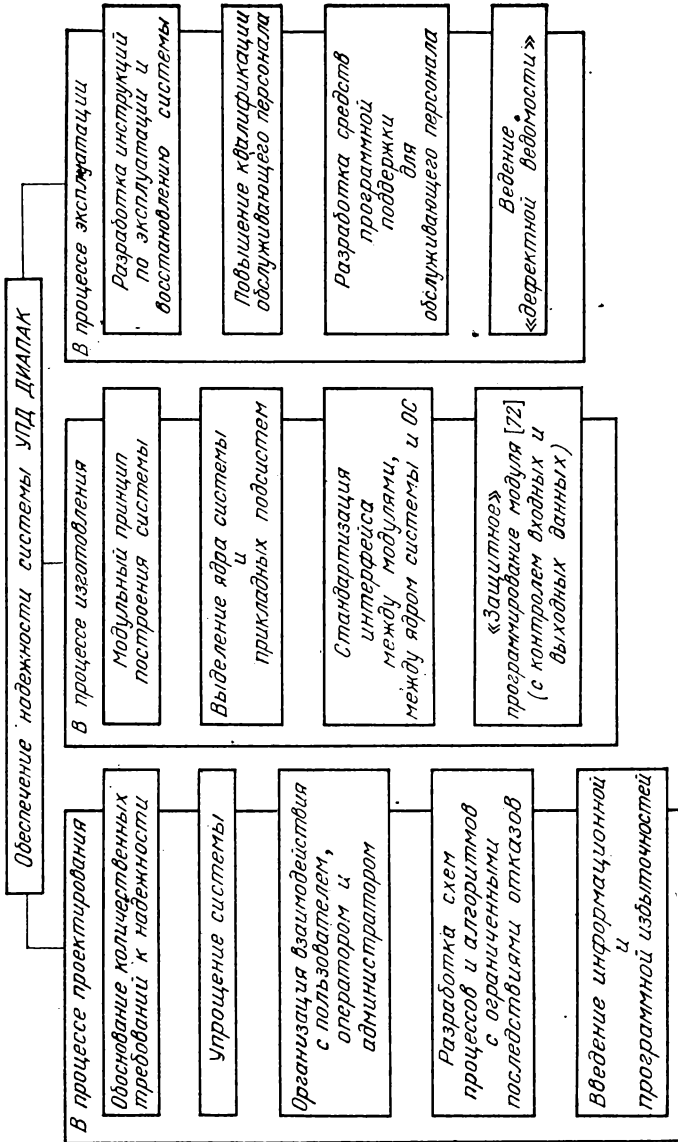 Обеспечение надежности системы УПД ДИАПАК
В процессе проектирования
Обоснование количественных
требований к надежности
Упрощение системы
Организация взаимодействия
с пользователем,
оператором и
администратором
Разработка схем
процессов и алгоритмов
с ограниченными
последствиями отказов
Введение информационной
и
программной избыточностей
В процессе изготовления
Модульный принцип
построения системы
Выделение ядра системы
и
прикладных подсистем
Стандартизация
интерфейса
между модулями,
между ядром системы и ОС
«Защитное»
программирование модуля [72]
(с контролем входных и
выходных данных)
В процессе эксплуатации
Разработка инструкций
по эксплуатации и
восстановлению системы
Повышение квалификации
обслуживающего персонала
Разработка средств
программной
поддержки
для
обслуживающего персонала
Ведение
«дефектной ведомости»